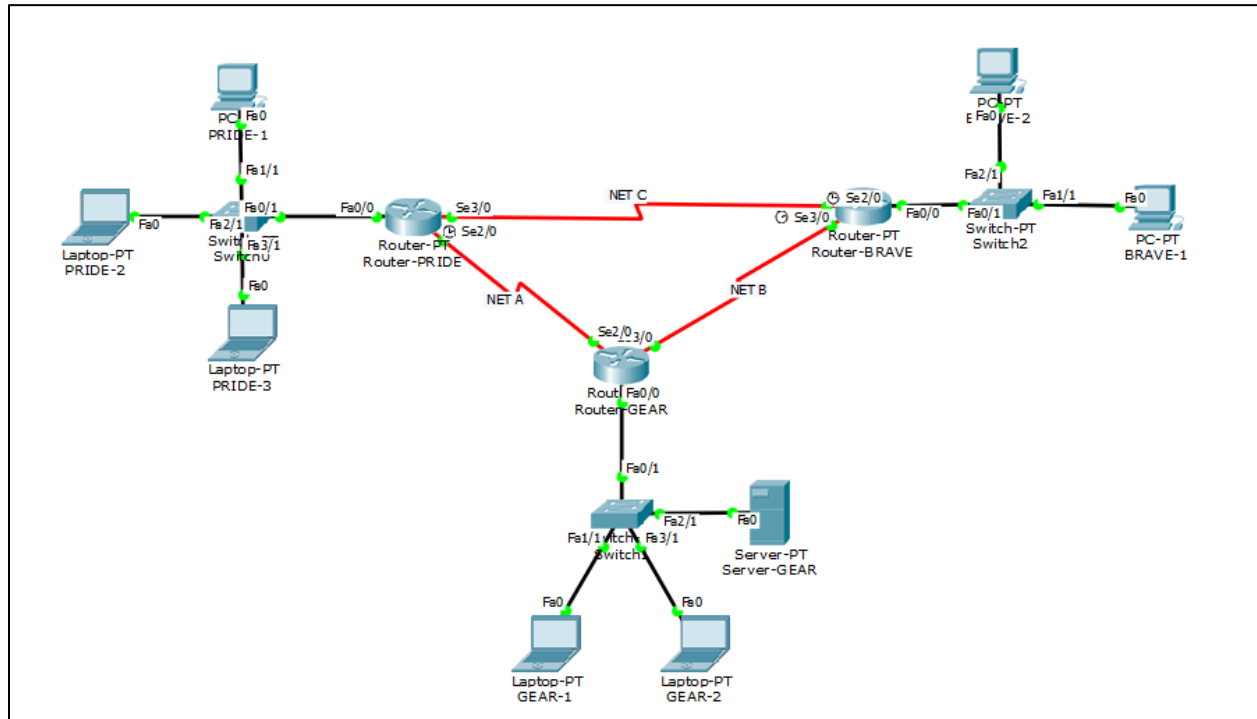 Fa0
PRIDE-1
Fa1/1
Fa0
Laptop-PT
PRIDE-2
Fa2/1
Fa0/1
Fa3/1
Fa0
Laptop-PT
PRIDE-3
Fa0/0
Se3/0
Se2/0
Router-PT
Router-PRIDE
NET C
NET A
NET B
Se2/0
Se3/0
Fa0/0
Router-PT
Router-BRAVE
Fa0/1
Fa2/1
Fa1/1
Switch-PT
Switch2
PC-PT
Fa0
Fa0
PC-PT
BRAVE-1
Se2/0
Fa0/0
Router-GEAR
Fa0/1
Fa1/1
Fa2/1
Fa3/1
Fa0
Server-PT
Server-GEAR
Fa0
Fa0
Laptop-PT
GEAR-1
Laptop-PT
GEAR-2